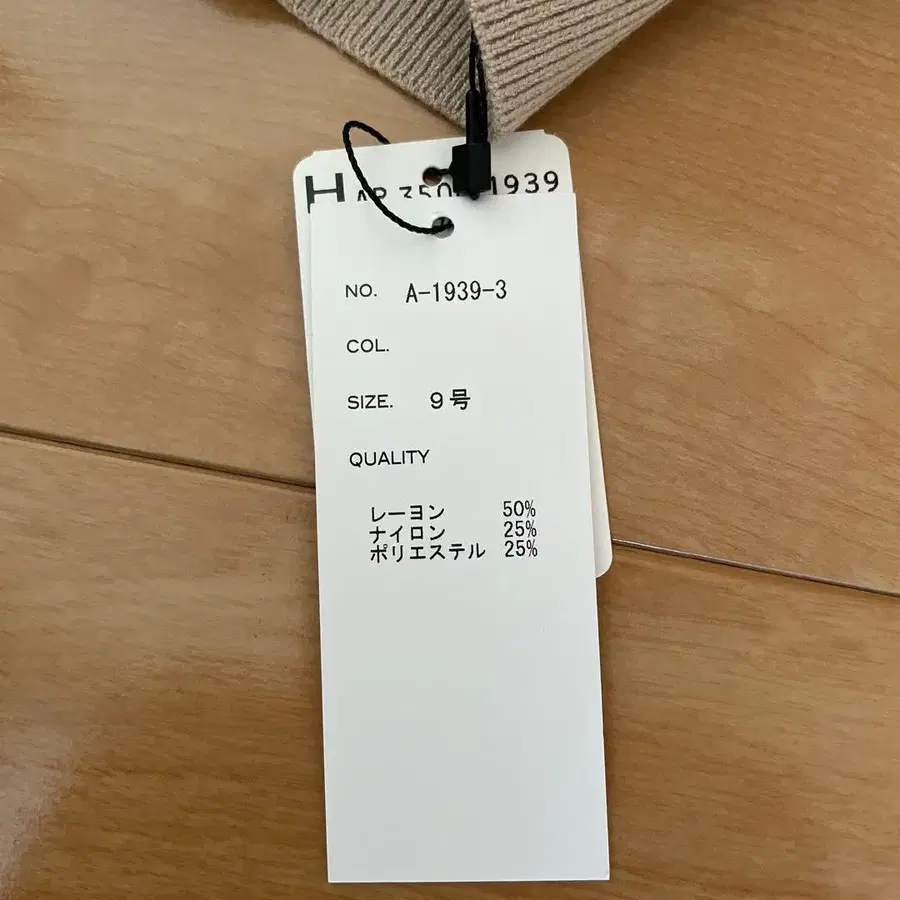 H 1939
NO. A-1939-3
COL.
SIZE. 9号
QUALITY
レーヨン 50%
ナイロン 25%
ポリエステル 25%